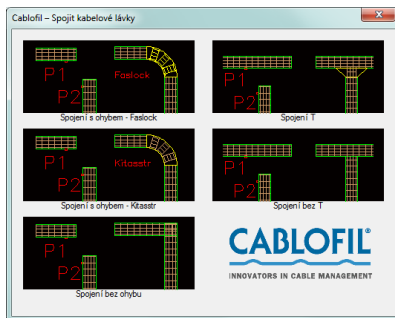 Cablofil – Spojit kabelové lávky
P1
P2
Faslock
Spojení s ohybem - Faslock
P1
P2
Spojení T
P1
P2
Kitasstr
Spojení s ohybem - Kitasstr
P1
P2
Spojení bez T
P1
P2
Spojení bez ohybu
CABLOFIL®
INNOVATORS IN CABLE MANAGEMENT